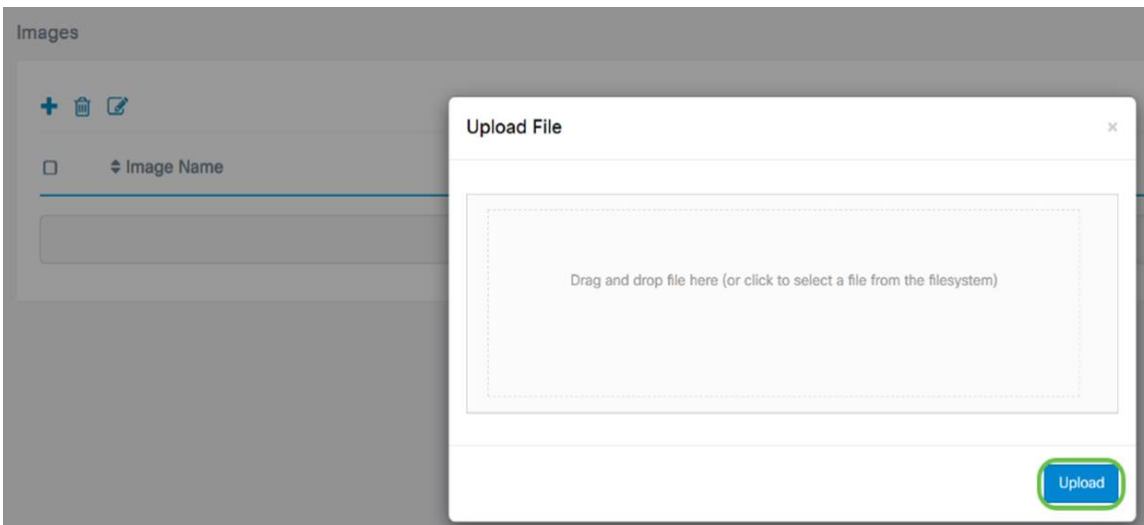 Images
Upload File
Image Name
Drag and drop file here (or click to select a file from the filesystem)
Upload